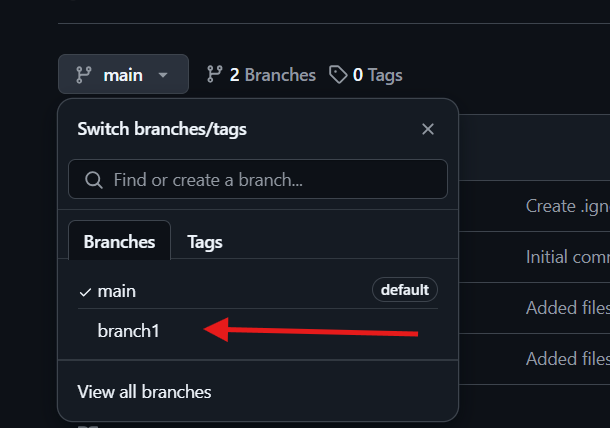 main
2 Branches
0 Tags
Switch branches/tags
Find or create a branch...
Branches
Tags
main
default
branch1
View all branches
Create .ign
Initial com
Added files
Added files